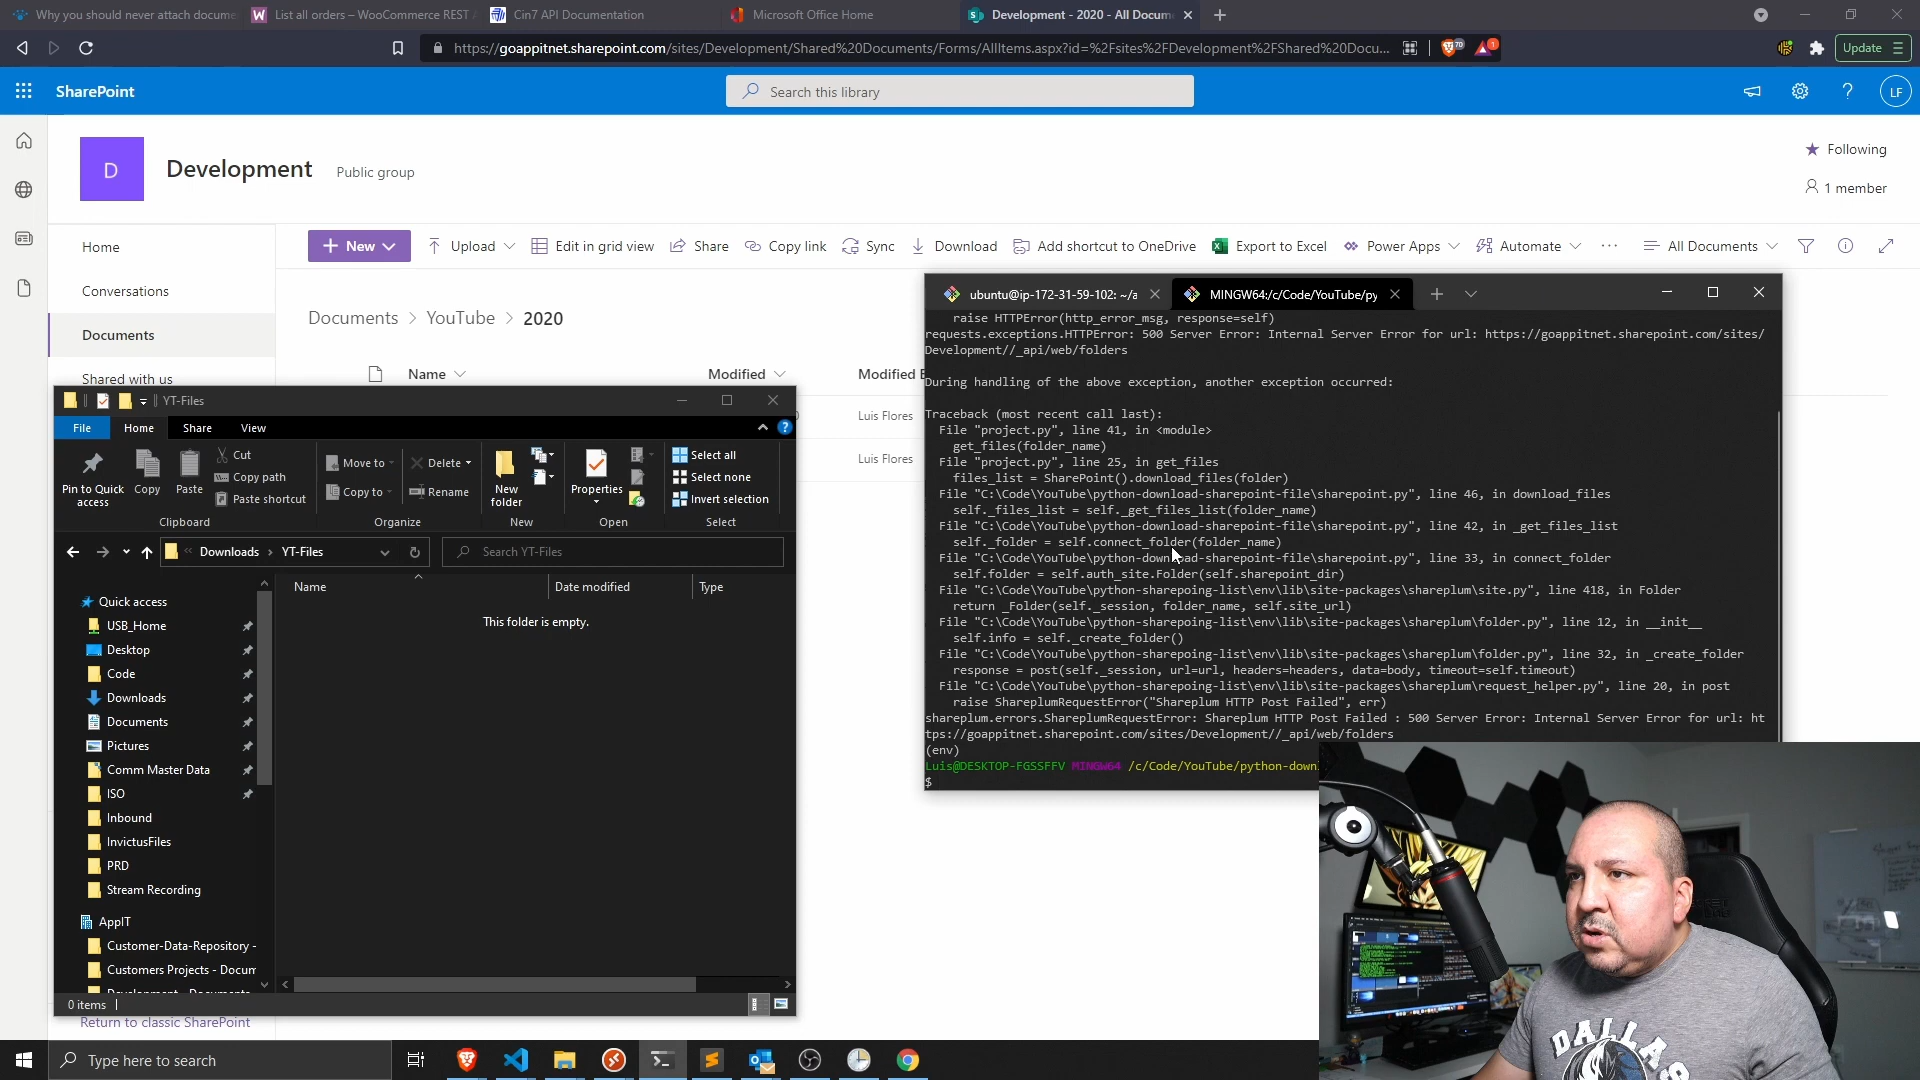 Why you should never attach docume
List all orders – WooCommerce REST A
Cin7 API Documentation
Microsoft Office Home
Development - 2020 - All Docum
https://goappitnet.sharepoint.com/sites/Development/Shared%20Documents/Forms/AllItems.aspx?id=%2Fsites%2FDevelopment%2FShared%20Docu...
70
1
Update
SharePoint
Search this library
LF
D
Development
Public group
Following
1 member
Home
Conversations
Documents
Shared with us
Return to classic SharePoint
New
Upload
Edit in grid view
Share
Copy link
Sync
Download
Add shortcut to OneDrive
Export to Excel
Power Apps
Automate
All Documents
Documents > YouTube > 2020
Name
Modified
Modified B
Luis Flores
Luis Flores
YT-Files
File
Home
Share
View
Pin to Quick access
Copy
Paste
Cut
Copy path
Paste shortcut
Clipboard
Move to
Copy to
Delete
Rename
Organize
New folder
New
Properties
Open
Select all
Select none
Invert selection
Select
Downloads > YT-Files
Search YT-Files
Name
Date modified
Type
This folder is empty.
Quick access
USB_Home
Desktop
Code
Downloads
Documents
Pictures
Comm Master Data
ISO
Inbound
InvictusFiles
PRD
Stream Recording
AppIT
Customer-Data-Repository -
Customers Projects - Docum
0 items
ubuntu@ip-172-31-59-102: ~/a
MINGW64:/c/Code/YouTube/py
raise HTTPError(http_error_msg, response=self)
requests.exceptions.HTTPError: 500 Server Error: Internal Server Error for url: https://goappitnet.sharepoint.com/sites/
Development//_api/web/folders
During handling of the above exception, another exception occurred:
Traceback (most recent call last):
File "project.py", line 41, in <module>
get_files(folder_name)
File "project.py", line 25, in get_files
files_list = SharePoint().download_files(folder)
File "C:\Code\YouTube\python-download-sharepoint-file\sharepoint.py", line 46, in download_files
self._files_list = self._get_files_list(folder_name)
File "C:\Code\YouTube\python-download-sharepoint-file\sharepoint.py", line 42, in _get_files_list
self._folder = self.connect_folder(folder_name)
File "C:\Code\YouTube\python-download-sharepoint-file\sharepoint.py", line 33, in connect_folder
self.folder = self.auth_site.Folder(self.sharepoint_dir)
File "C:\Code\YouTube\python-sharepoing-list\env\lib\site-packages\shareplum\site.py", line 418, in Folder
return _Folder(self._session, folder_name, self.site_url)
File "C:\Code\YouTube\python-sharepoing-list\env\lib\site-packages\shareplum\folder.py", line 12, in __init__
self.info = self._create_folder()
File "C:\Code\YouTube\python-sharepoing-list\env\lib\site-packages\shareplum\folder.py", line 32, in _create_folder
response = post(self._session, url=url, headers=headers, data=body, timeout=self.timeout)
File "C:\Code\YouTube\python-sharepoing-list\env\lib\site-packages\shareplum\request_helper.py", line 20, in post
raise ShareplumRequestError("Shareplum HTTP Post Failed", err)
shareplum.errors.ShareplumRequestError: Shareplum HTTP Post Failed : 500 Server Error: Internal Server Error for url: ht
tps://goappitnet.sharepoint.com/sites/Development//_api/web/folders
(env)
Luis@DESKTOP-FGSSFFV MINGW64 /c/Code/YouTube/python-down
$
DALLAS
Type here to search